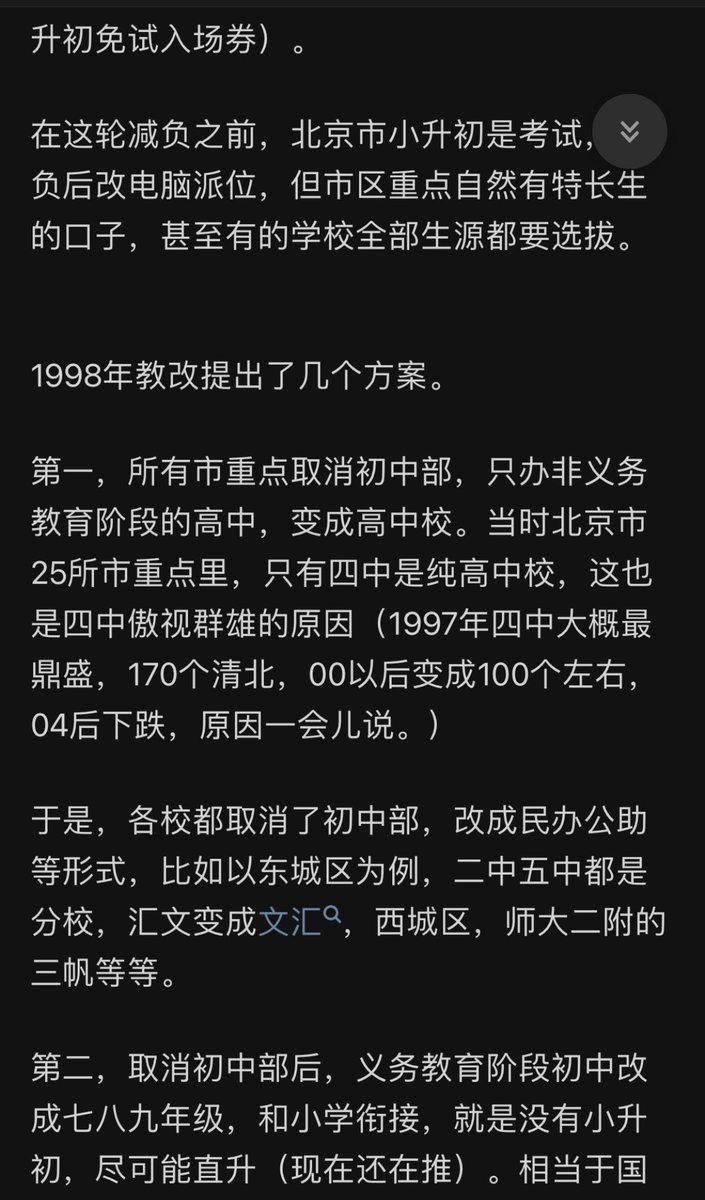 升初免试入场券）。
在这轮减负之前，北京市小升初是考试，
负后改电脑派位，但市区重点自然有特长生
的口子，甚至有的学校全部生源都要选拔。
1998年教改提出了几个方案。
第一，所有市重点取消初中部，只办非义务
教育阶段的高中，变成高中校。当时北京市
25所市重点里，只有四中是纯高中校，这也
是四中傲视群雄的原因（1997年四中大概最
鼎盛，170个清北，00以后变成100个左右，
04后下跌，原因一会儿说。）
于是，各校都取消了初中部，改成民办公助
等形式，比如以东城区为例，二中五中都是
分校，汇文变成文汇，西城区，师大二附的
三帆等等。
第二，取消初中部后，义务教育阶段初中改
成七八九年级，和小学衔接，就是没有小升
初，尽可能直升（现在还在推）。相当于国